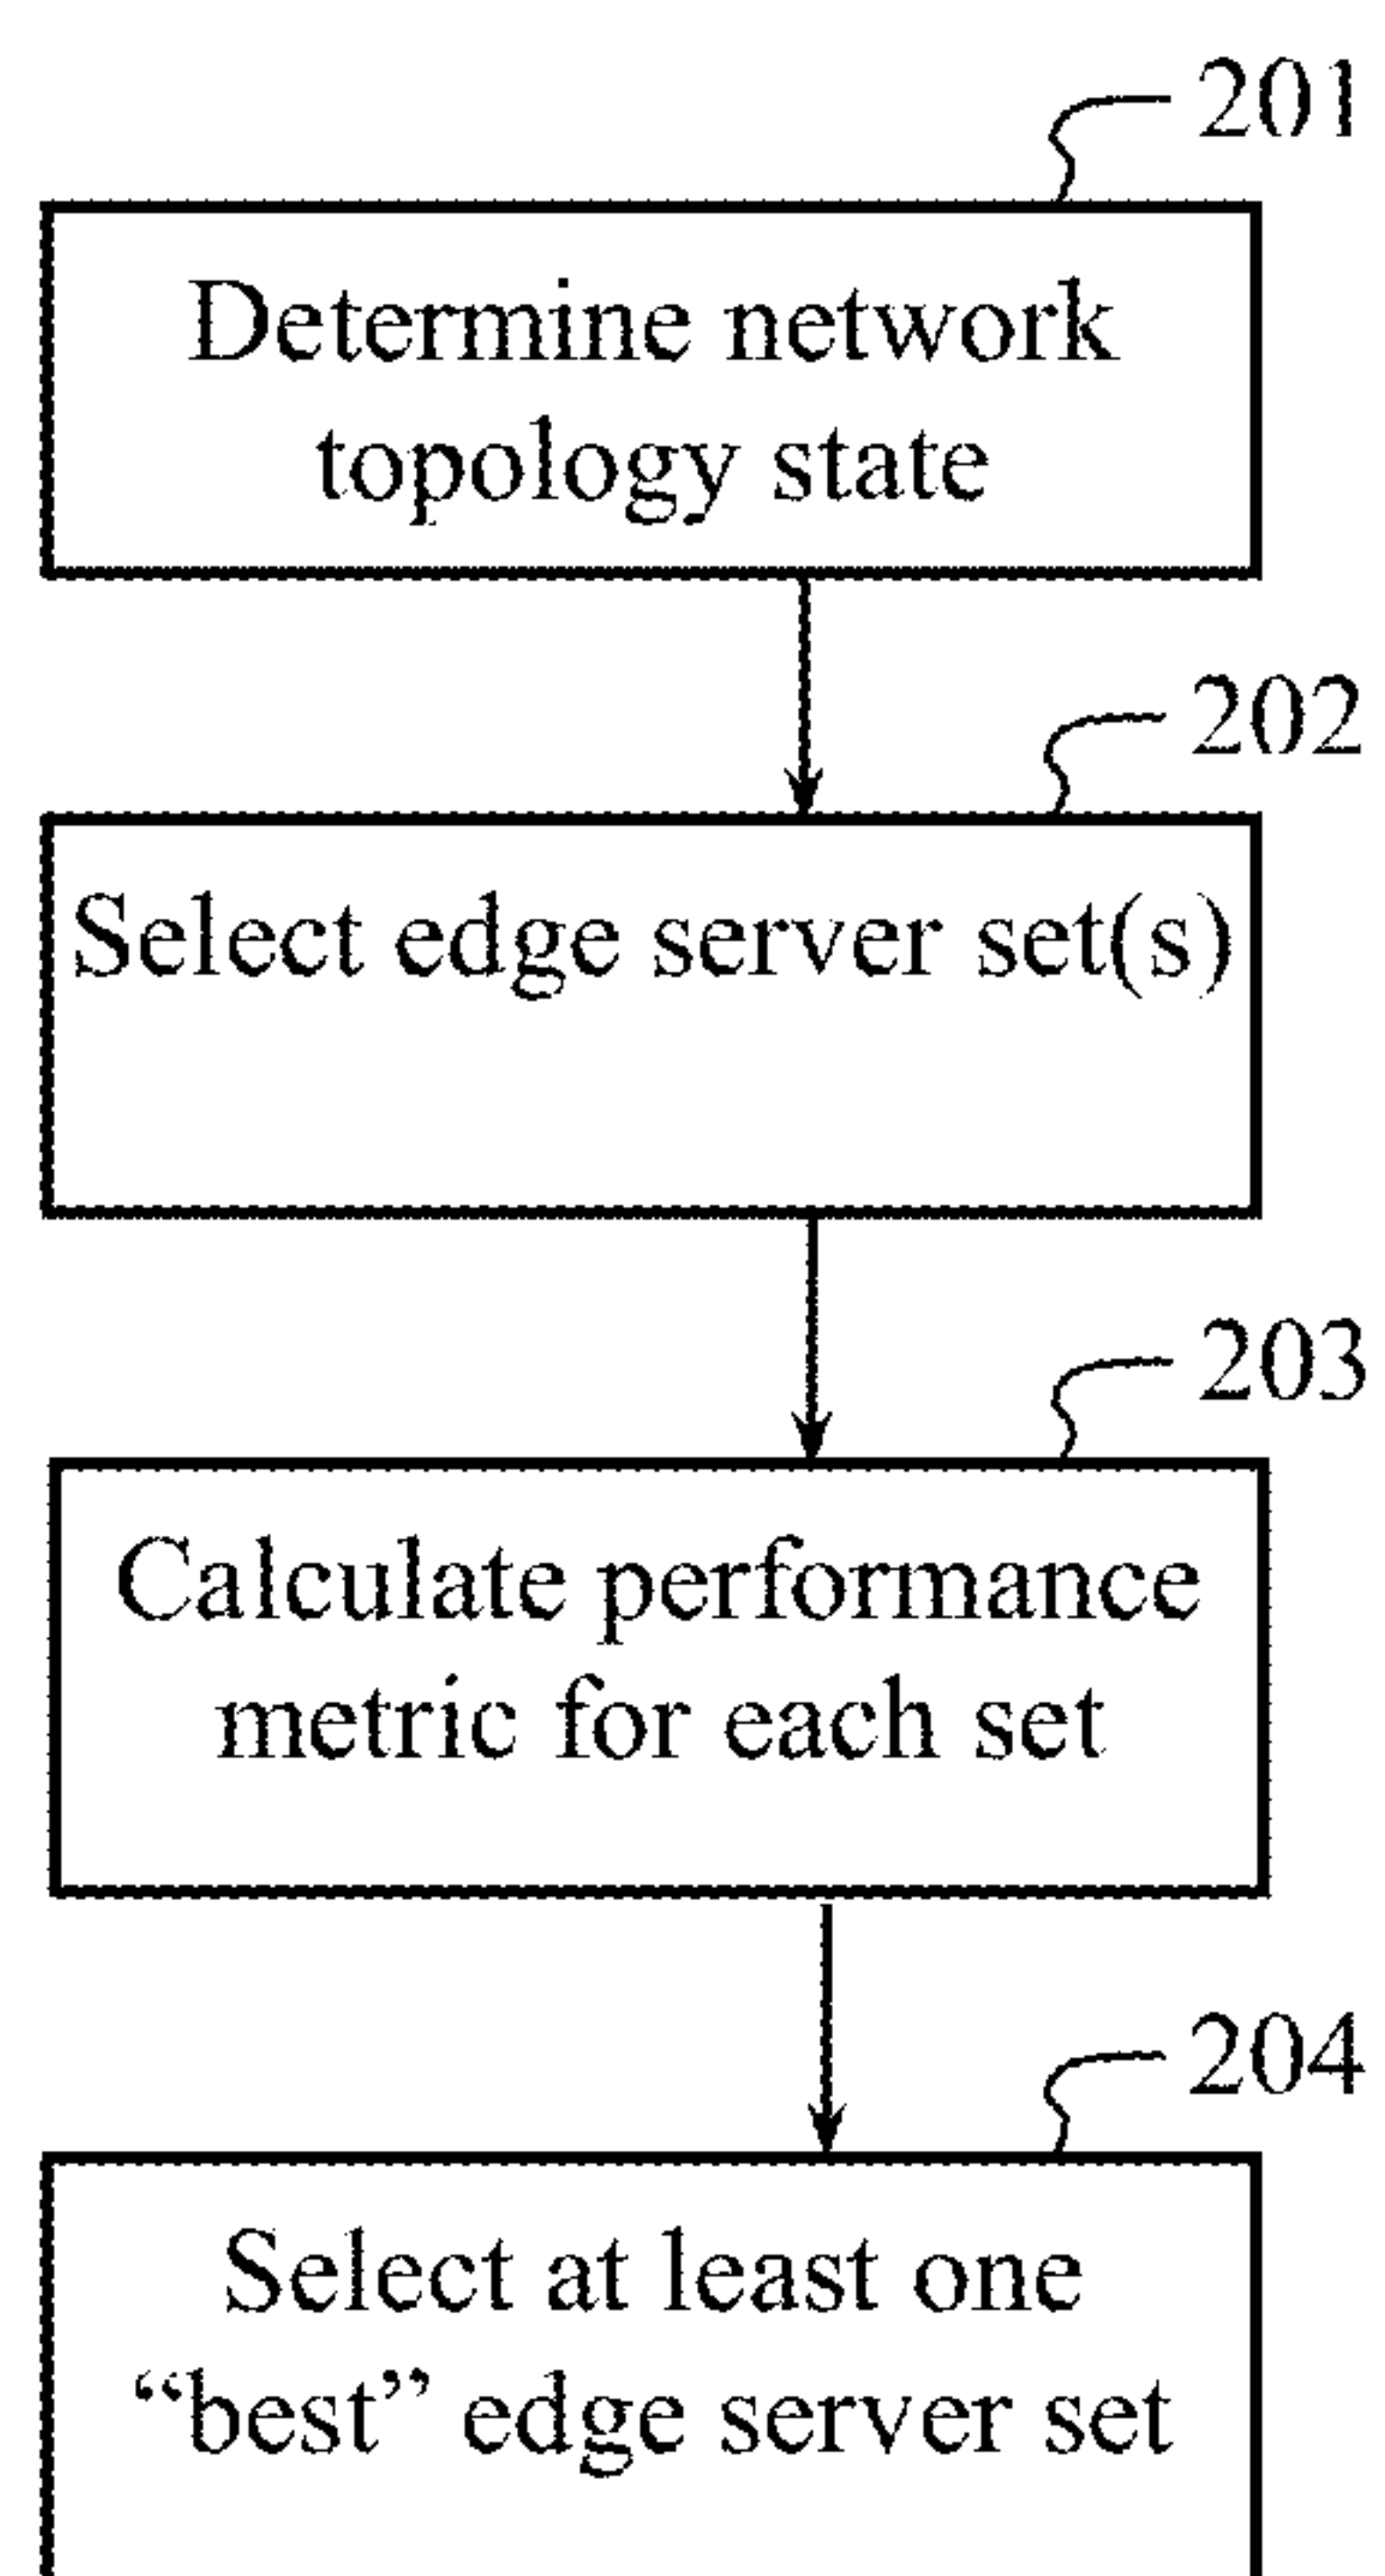 201
Determine network
topology state
202
Select edge server set(s)
203
Calculate performance
metric for each set
204
Select at least one
“best” edge server set